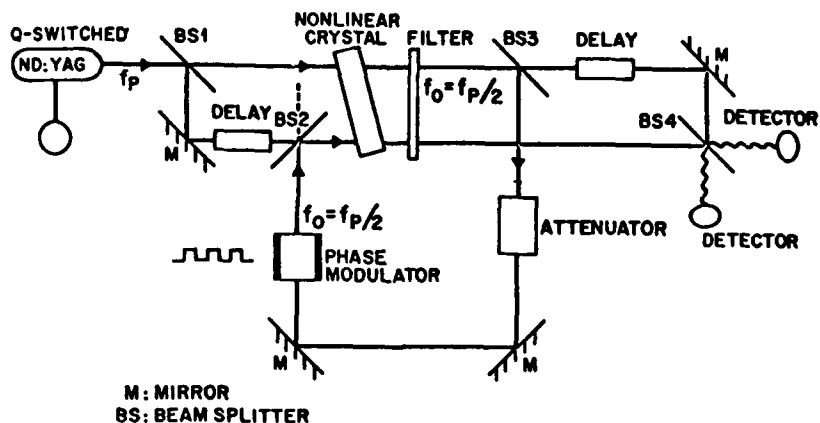 Q-SWITCHED
ND:YAG
fP
BS1
NONLINEAR
CRYSTAL
FILTER
BS3
DELAY
M
fO=fP/2
DELAY
BS2
M
BS4
DETECTOR
fO=fP/2
PHASE
MODULATOR
ATTENUATOR
DETECTOR
M
M
M: MIRROR
BS: BEAM SPLITTER